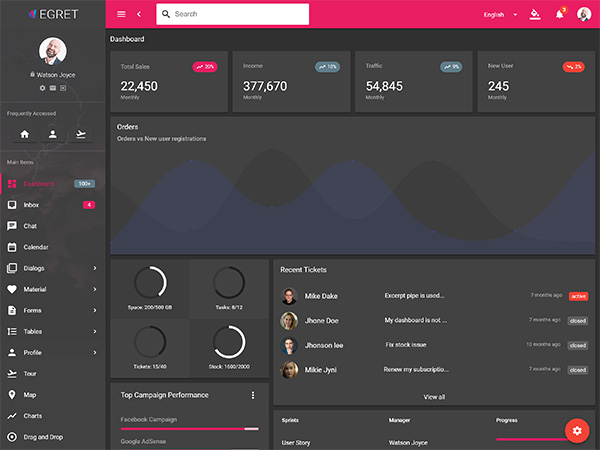 EGRET
Search
English
3
Watson Joyce
Frequently Accessed
Main Items
Dashboard 100+
Inbox 4
Chat
Calendar
Dialogs
Material
Forms
Tables
Profile
Tour
Map
Charts
Drag and Drop
Dashboard
Total Sales 20%
22,450
Monthly
Income 10%
377,670
Monthly
Traffic 9%
54,845
Monthly
New User 2%
245
Monthly
Orders
Orders vs New user registrations
Space: 200/500 GB
Tasks: 8/12
Tickets: 15/40
Stock: 1600/2000
Top Campaign Performance
Facebook Campaign
Google AdSense
Recent Tickets
Mike Dake Excerpt pipe is used... 7 months ago active
Jhone Doe My dashboard is not ... 7 months ago closed
Jhonson lee Fix stock issue 10 months ago closed
Mikie Jyni Renew my subscriptio... 7 months ago closed
View all
Sprints Manager Progress
User Story Watson Joyce